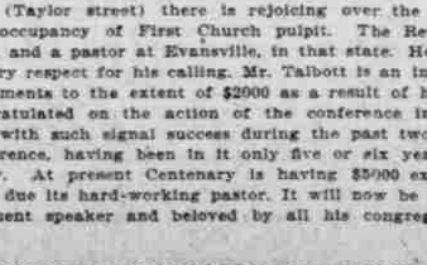 (Taylor street) there is rejoicing over the
occupancy of First Church pulpit. The Re
and a pastor at Evansville, in that state. He
ry respect for his calling. Mr. Talbott is an in
ments to the extent of $2000 as a result of h
ratulated on the action of the conference in
with such signal success during the past two
rence, having been in it only five or six yea
. At present Centenary is having $5000 ex
due its hard-working pastor. It will now be
uent speaker and beloved by all his congreg